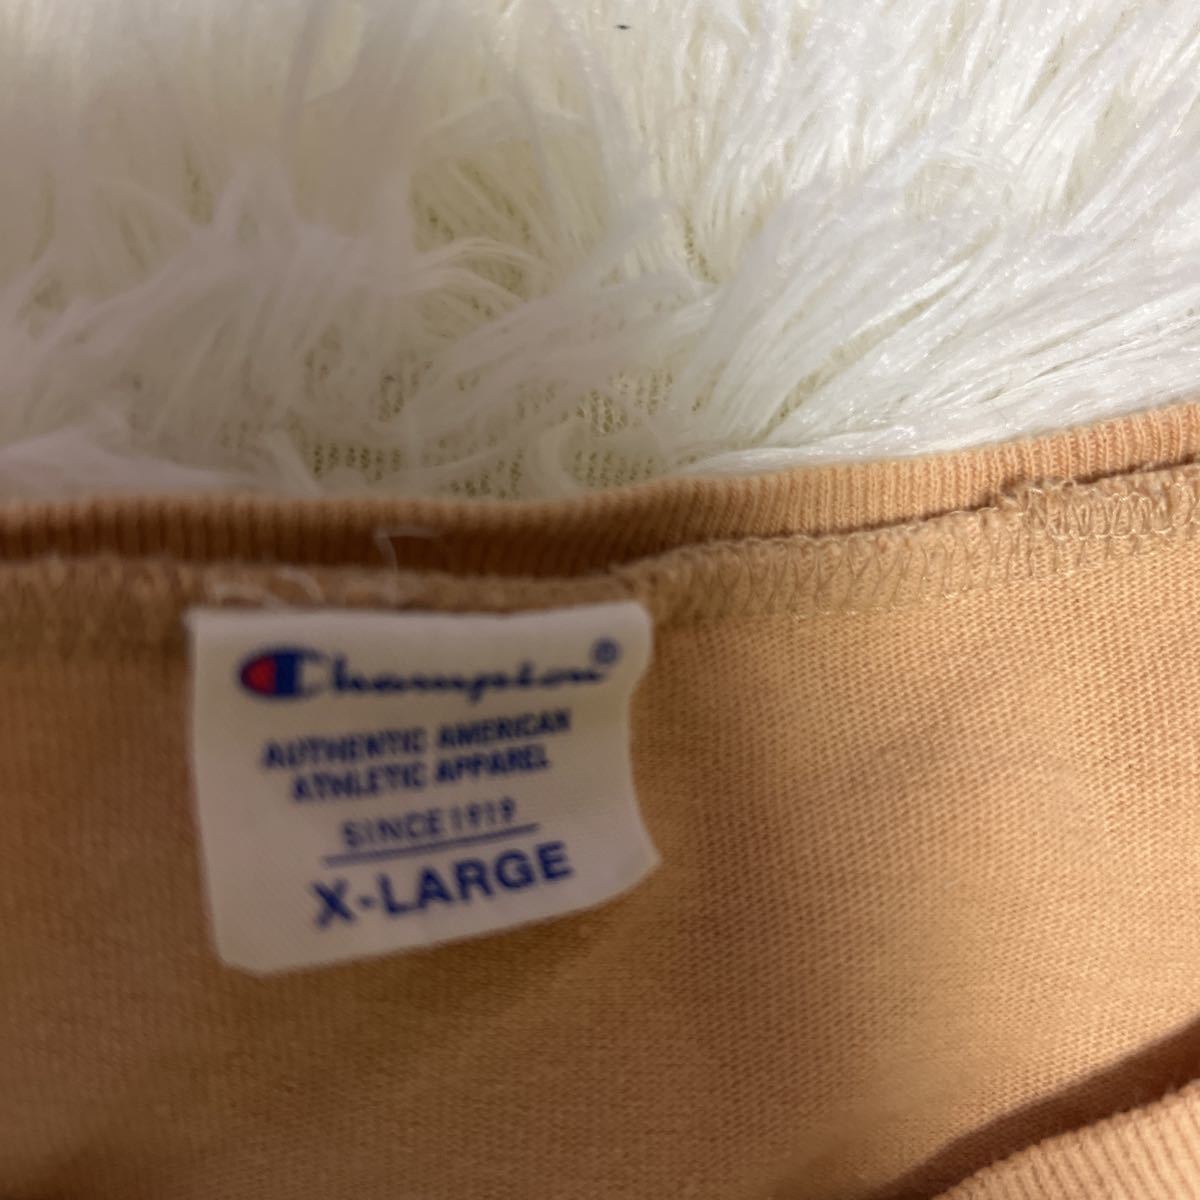 Champion®
AUTHENTIC AMERICAN
ATHLETIC APPAREL
SINCE 1919
X-LARGE